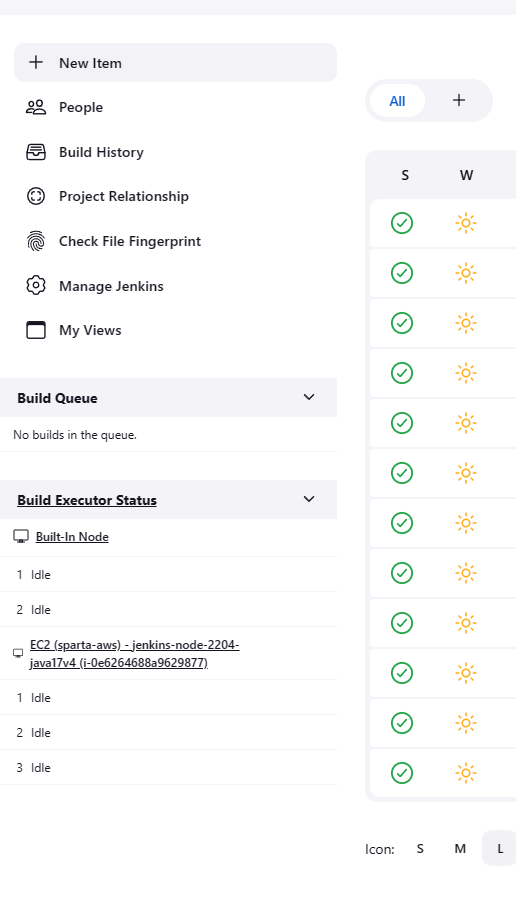 New Item
People
Build History
Project Relationship
Check File Fingerprint
Manage Jenkins
My Views
Build Queue
No builds in the queue.
Build Executor Status
Built-In Node
1 Idle
2 Idle
EC2 (sparta-aws) - jenkins-node-2204-
java17v4 (i-0e6264688a9629877)
1 Idle
2 Idle
3 Idle
All +
S W
Icon: S M L